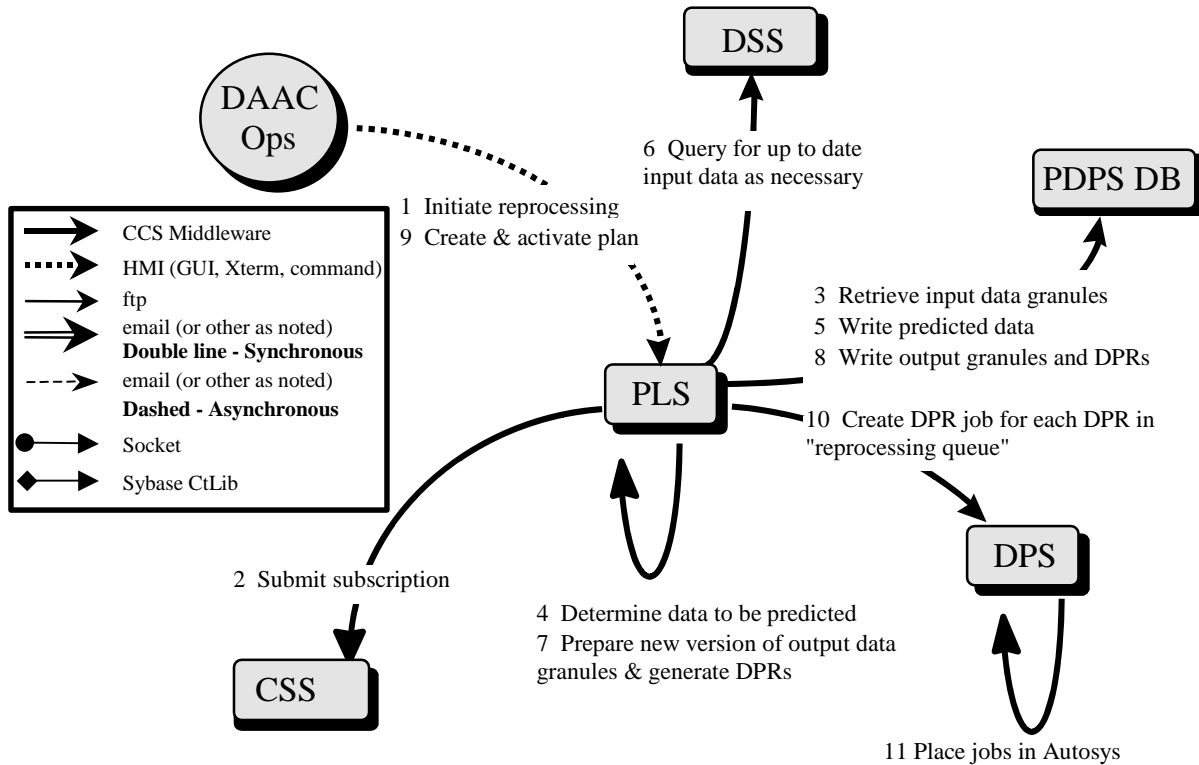 DSS
DAAC
Ops
6 Query for up to date
input data as necessary
PDPS DB
1 Initiate reprocessing
9 Create & activate plan
CCS Middleware
HMI (GUI, Xterm, command)
ftp
email (or other as noted)
Double line - Synchronous
email (or other as noted)
Dashed - Asynchronous
Socket
Sybase CtLib
3 Retrieve input data granules
5 Write predicted data
8 Write output granules and DPRs
PLS
10 Create DPR job for each DPR in
"reprocessing queue"
DPS
2 Submit subscription
4 Determine data to be predicted
7 Prepare new version of output data
granules & generate DPRs
CSS
11 Place jobs in Autosys